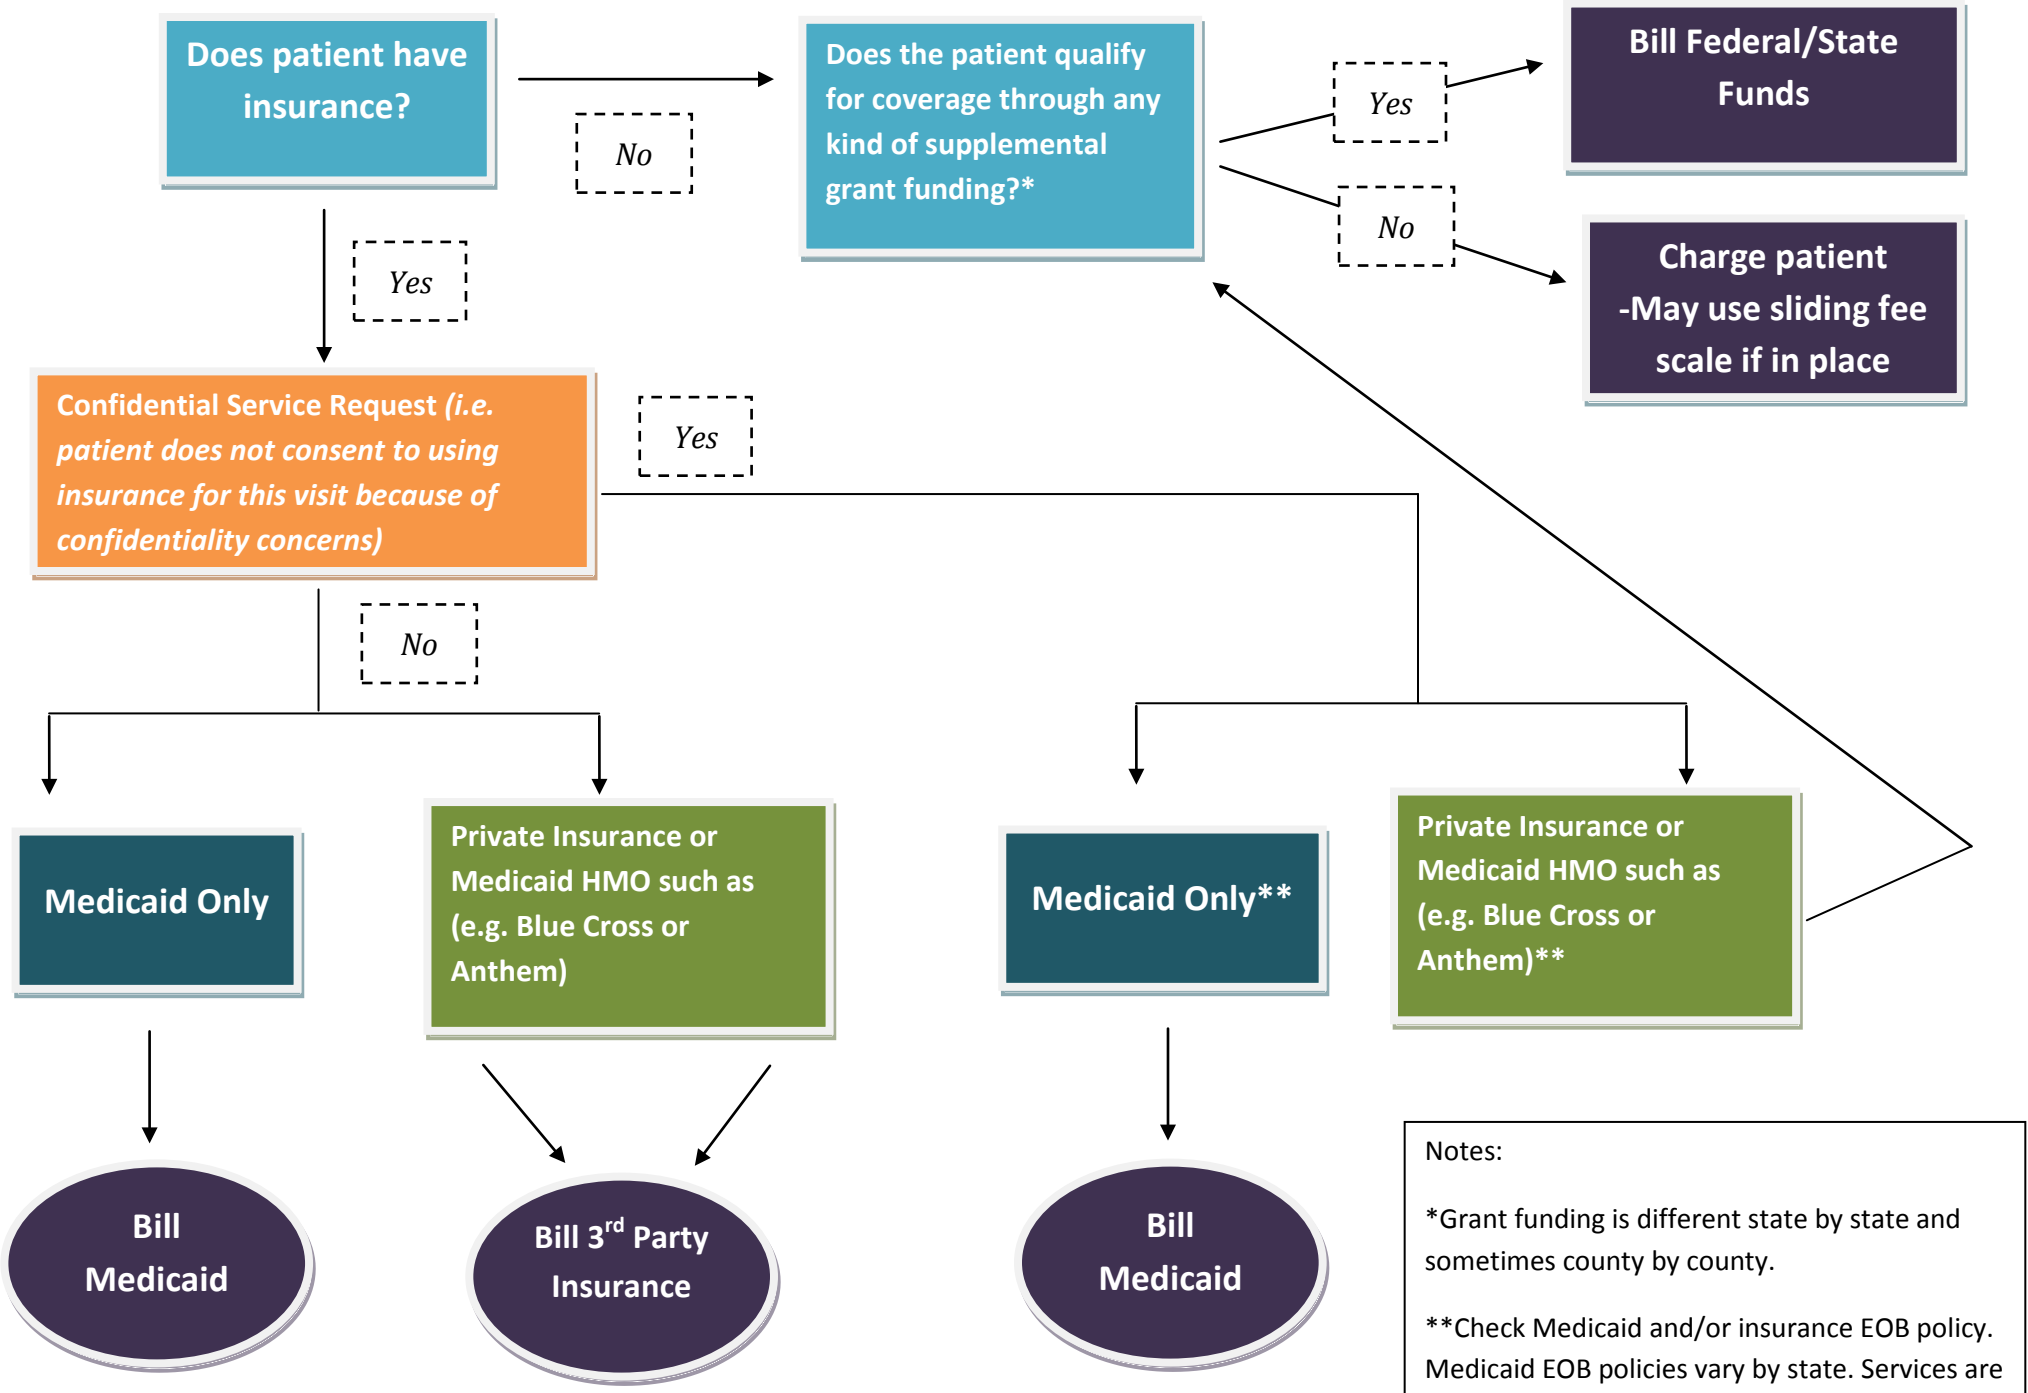 Does patient have
insurance?
No
Does the patient qualify
for coverage through any
kind of supplemental
grant funding?*
Yes
Bill Federal/State
Funds
No
Charge patient
-May use sliding fee
scale if in place
Yes
Confidential Service Request (i.e.
patient does not consent to using
insurance for this visit because of
confidentiality concerns)
Yes
No
Medicaid Only
Private Insurance or
Medicaid HMO such as
(e.g. Blue Cross or
Anthem)
Medicaid Only**
Private Insurance or
Medicaid HMO such as
(e.g. Blue Cross or
Anthem)**
Bill
Medicaid
Bill 3rd Party
Insurance
Bill
Medicaid
Notes:
*Grant funding is different state by state and
sometimes county by county.
**Check Medicaid and/or insurance EOB policy.
Medicaid EOB policies vary by state. Services are